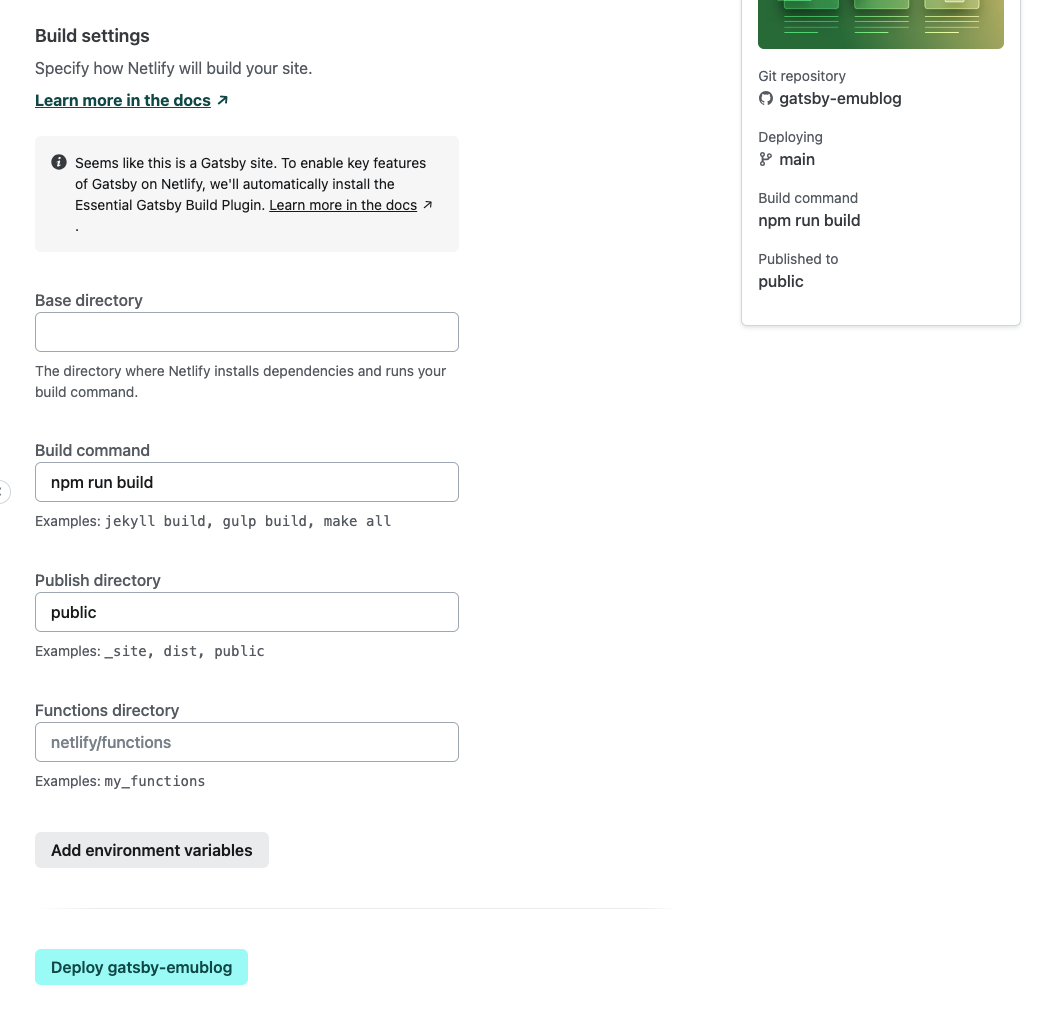 Build settings
Specify how Netlify will build your site.
Learn more in the docs ↗
Seems like this is a Gatsby site. To enable key features
of Gatsby on Netlify, we'll automatically install the
Essential Gatsby Build Plugin. Learn more in the docs ↗
.
Base directory
The directory where Netlify installs dependencies and runs your
build command.
Build command
npm run build
Examples: jekyll build, gulp build, make all
Publish directory
public
Examples: _site, dist, public
Functions directory
netlify/functions
Examples: my_functions
Add environment variables
Deploy gatsby-emublog
Git repository
gatsby-emublog
Deploying
main
Build command
npm run build
Published to
public